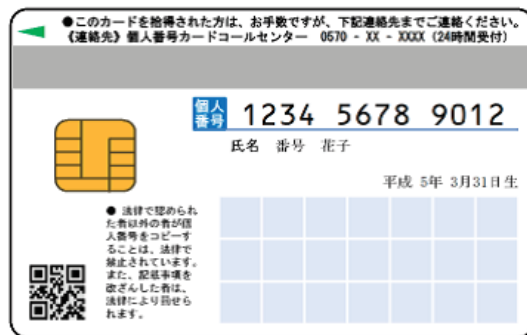 ●このカードを拾得された方は、お手数ですが、下記連絡先までご連絡ください。
《連絡先》個人番号カードコールセンター　0570 - XX - XXXX (24時間受付)
個人番号 1234 5678 9012
氏名　番号　花子
平成 5年 3月31日生
● 法律で認められ
た者以外の者が個
人番号をコピーす
ることは、法律で
禁止されています。
また、記載事項を
改ざんした者は、
法律により罰せら
れます。